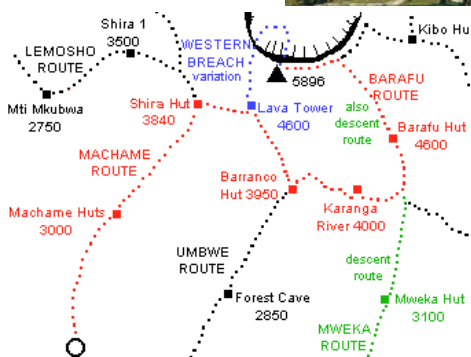 Shira 1
3500
LEMOSHO
ROUTE
Mti Mkubwa
2750
WESTERN
BREACH
variation
5896
Kibo Hu
BARAFU
ROUTE
also
descent
route
Shira Hut
3840
Lava Tower
4600
Barafu Hut
4600
MACHAME
ROUTE
Barranco
Hut 3950
Karanga
River 4000
Machame Huts
3000
UMBWE
ROUTE
descent
route
Forest Cave
2850
Mweka Hut
3100
MWEKA
ROUTE